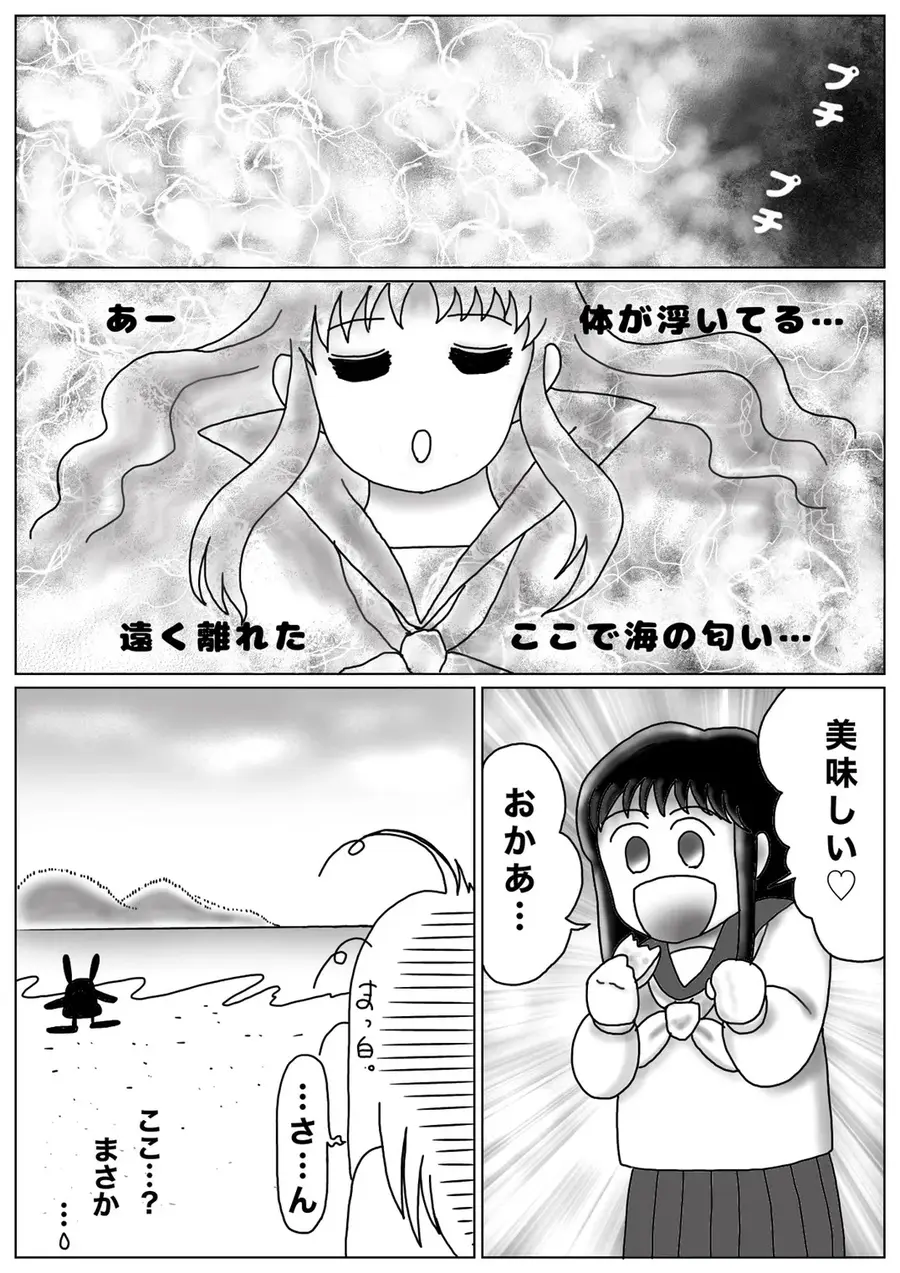 プチ
プチ
体が浮いてる…
あー
ここで海の匂い…
遠く離れた
美味しい♡
おかあ…
…さ…ん
まっ白。
ここ…?
まさか
…。